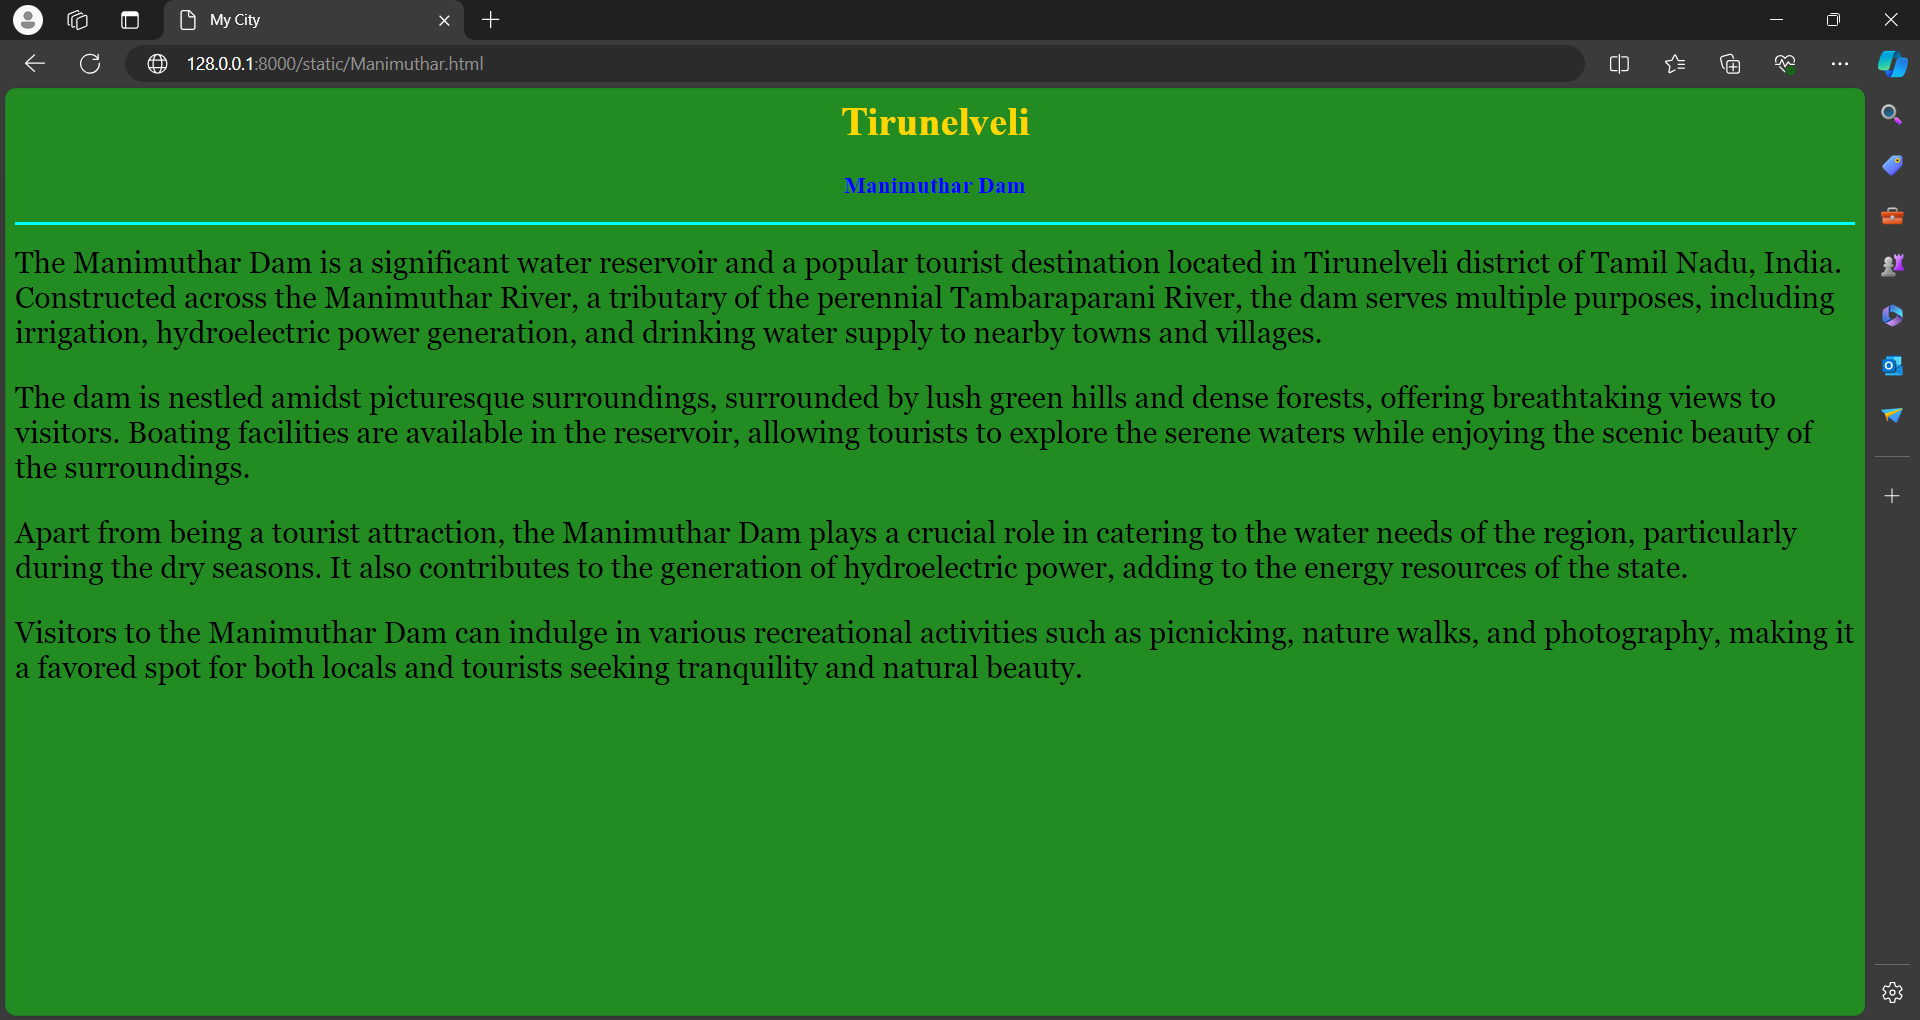 My City
128.0.0.1:8000/static/Manimuthar.html
Tirunelveli
Manimuthar Dam
The Manimuthar Dam is a significant water reservoir and a popular tourist destination located in Tirunelveli district of Tamil Nadu, India.
Constructed across the Manimuthar River, a tributary of the perennial Tambaraparani River, the dam serves multiple purposes, including
irrigation, hydroelectric power generation, and drinking water supply to nearby towns and villages.
The dam is nestled amidst picturesque surroundings, surrounded by lush green hills and dense forests, offering breathtaking views to
visitors. Boating facilities are available in the reservoir, allowing tourists to explore the serene waters while enjoying the scenic beauty of
the surroundings.
Apart from being a tourist attraction, the Manimuthar Dam plays a crucial role in catering to the water needs of the region, particularly
during the dry seasons. It also contributes to the generation of hydroelectric power, adding to the energy resources of the state.
Visitors to the Manimuthar Dam can indulge in various recreational activities such as picnicking, nature walks, and photography, making it
a favored spot for both locals and tourists seeking tranquility and natural beauty.